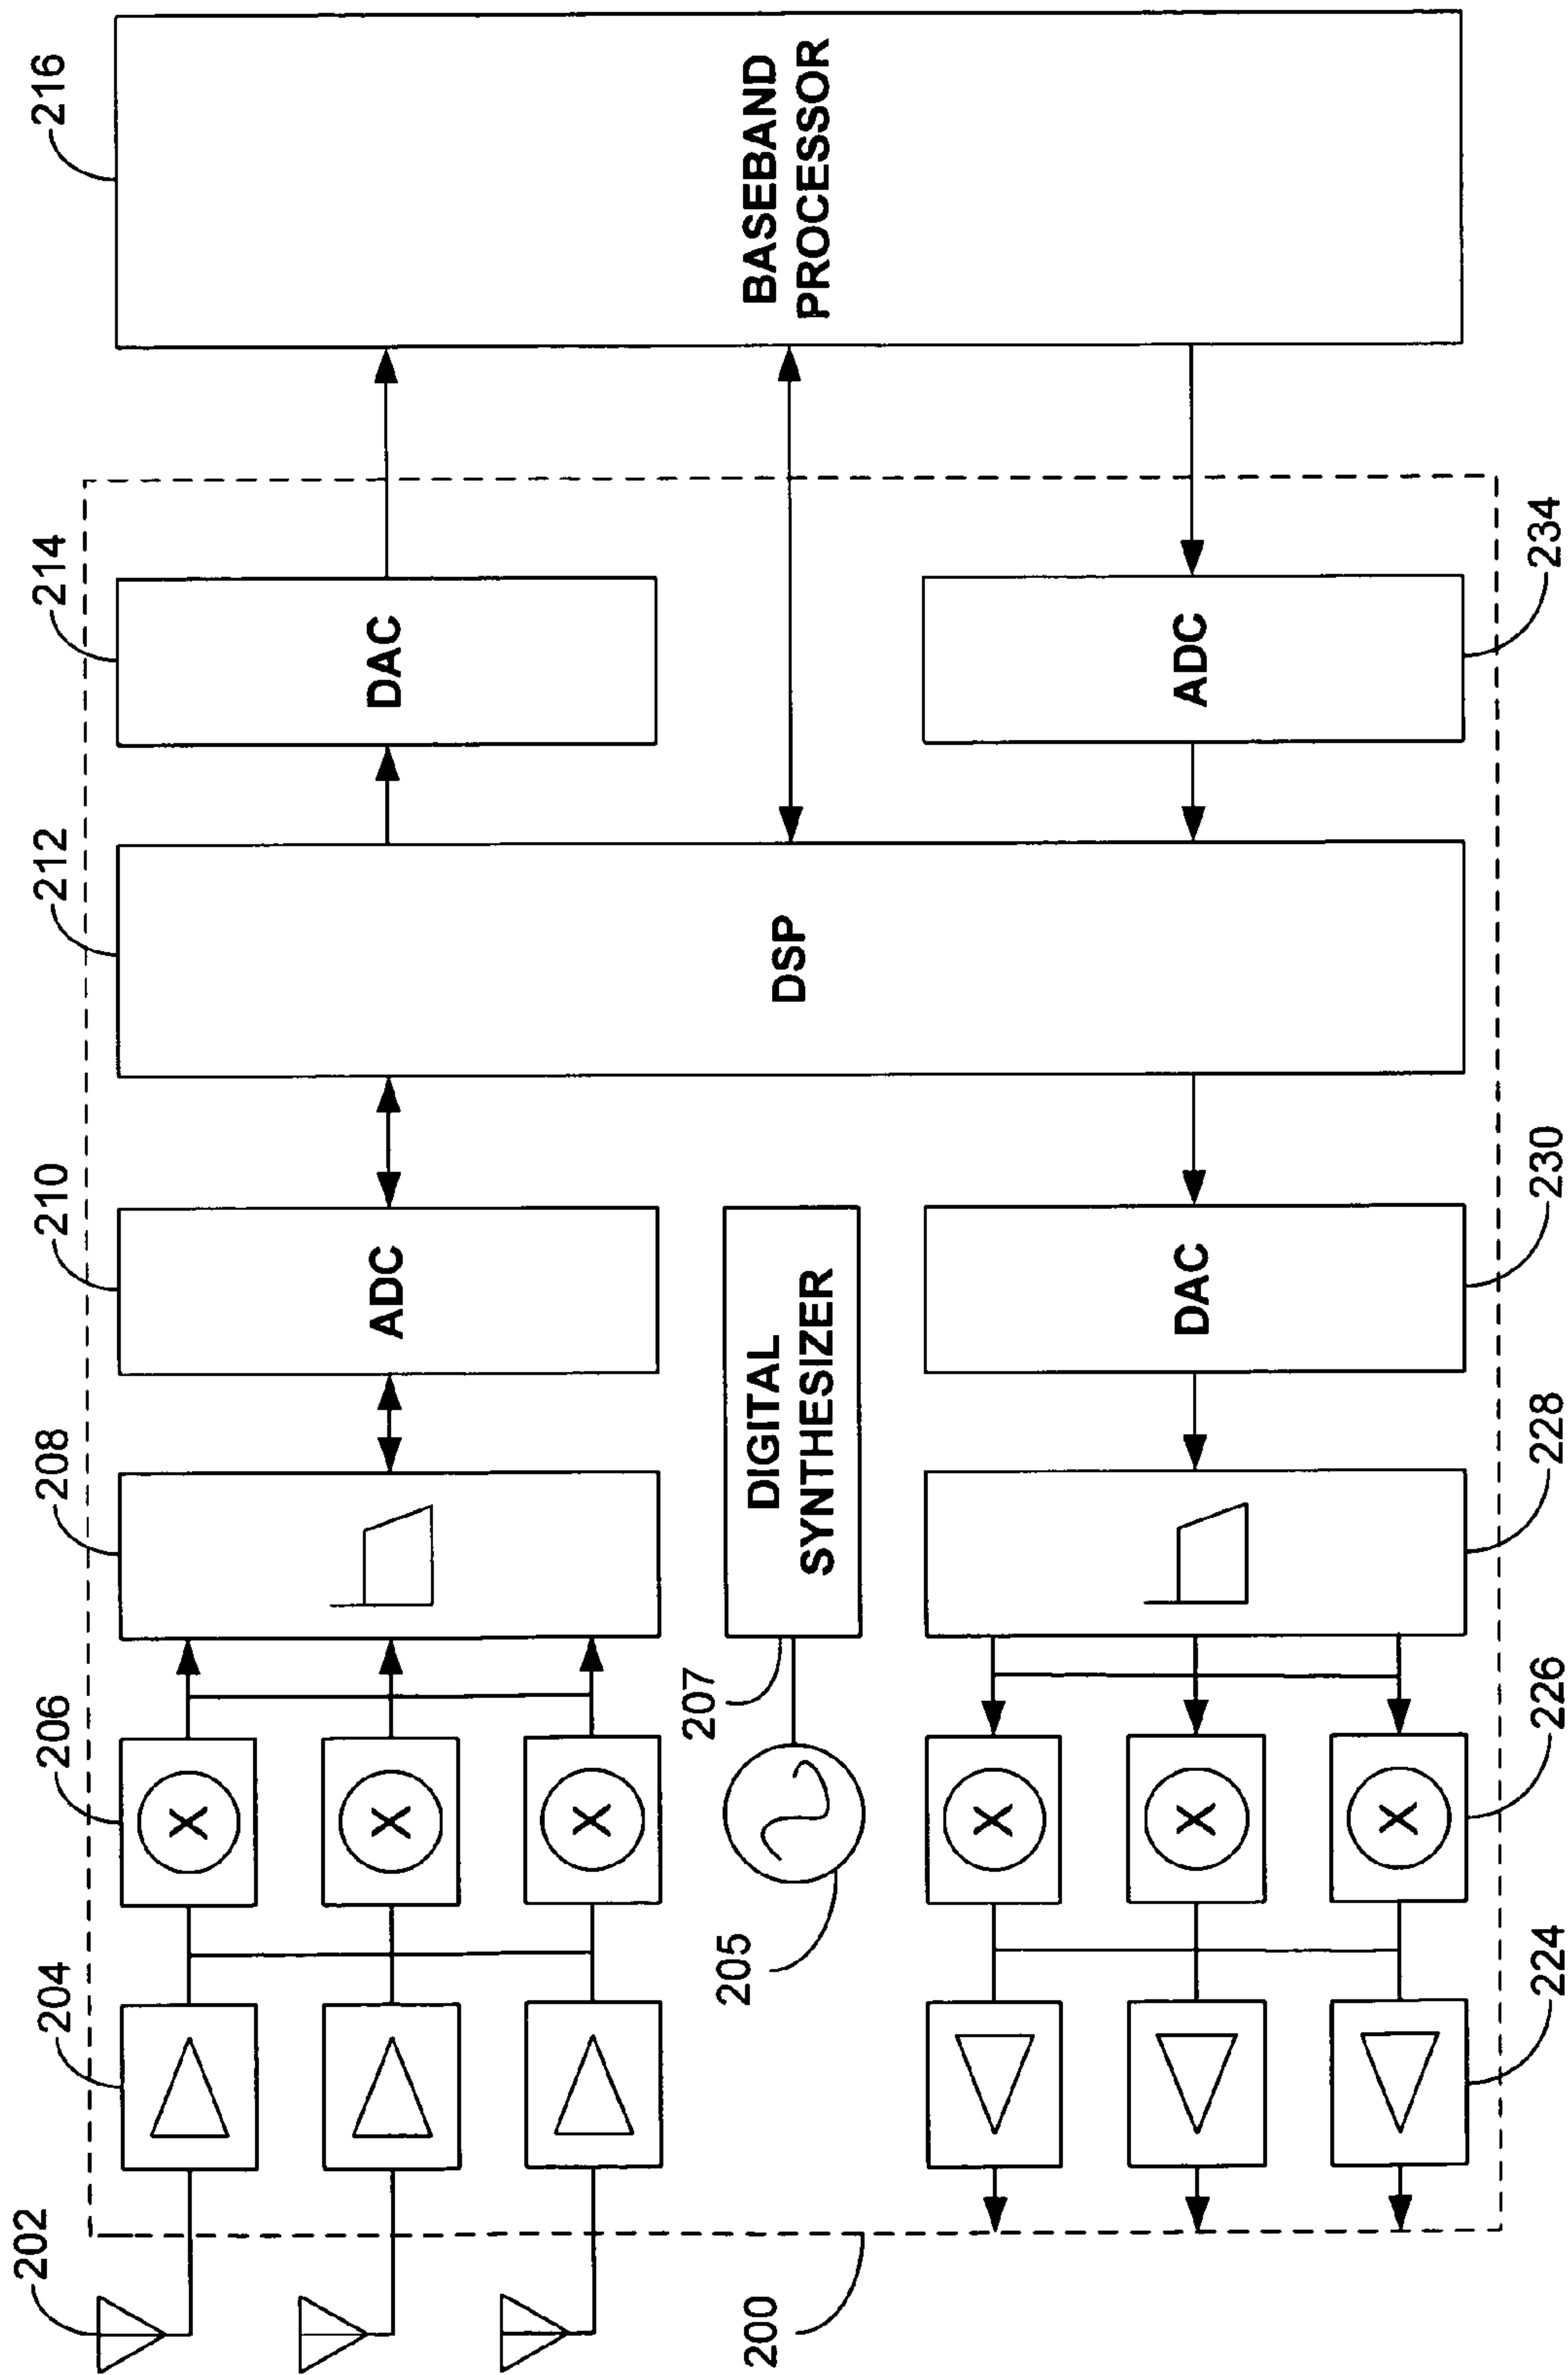 202
204
206
208
210
212
214
216
X
X
X
ADC
DSP
DAC
BASEBAND
PROCESSOR
205
207
DIGITAL
SYNTHESIZER
200
X
X
X
DAC
ADC
224
226
228
230
234